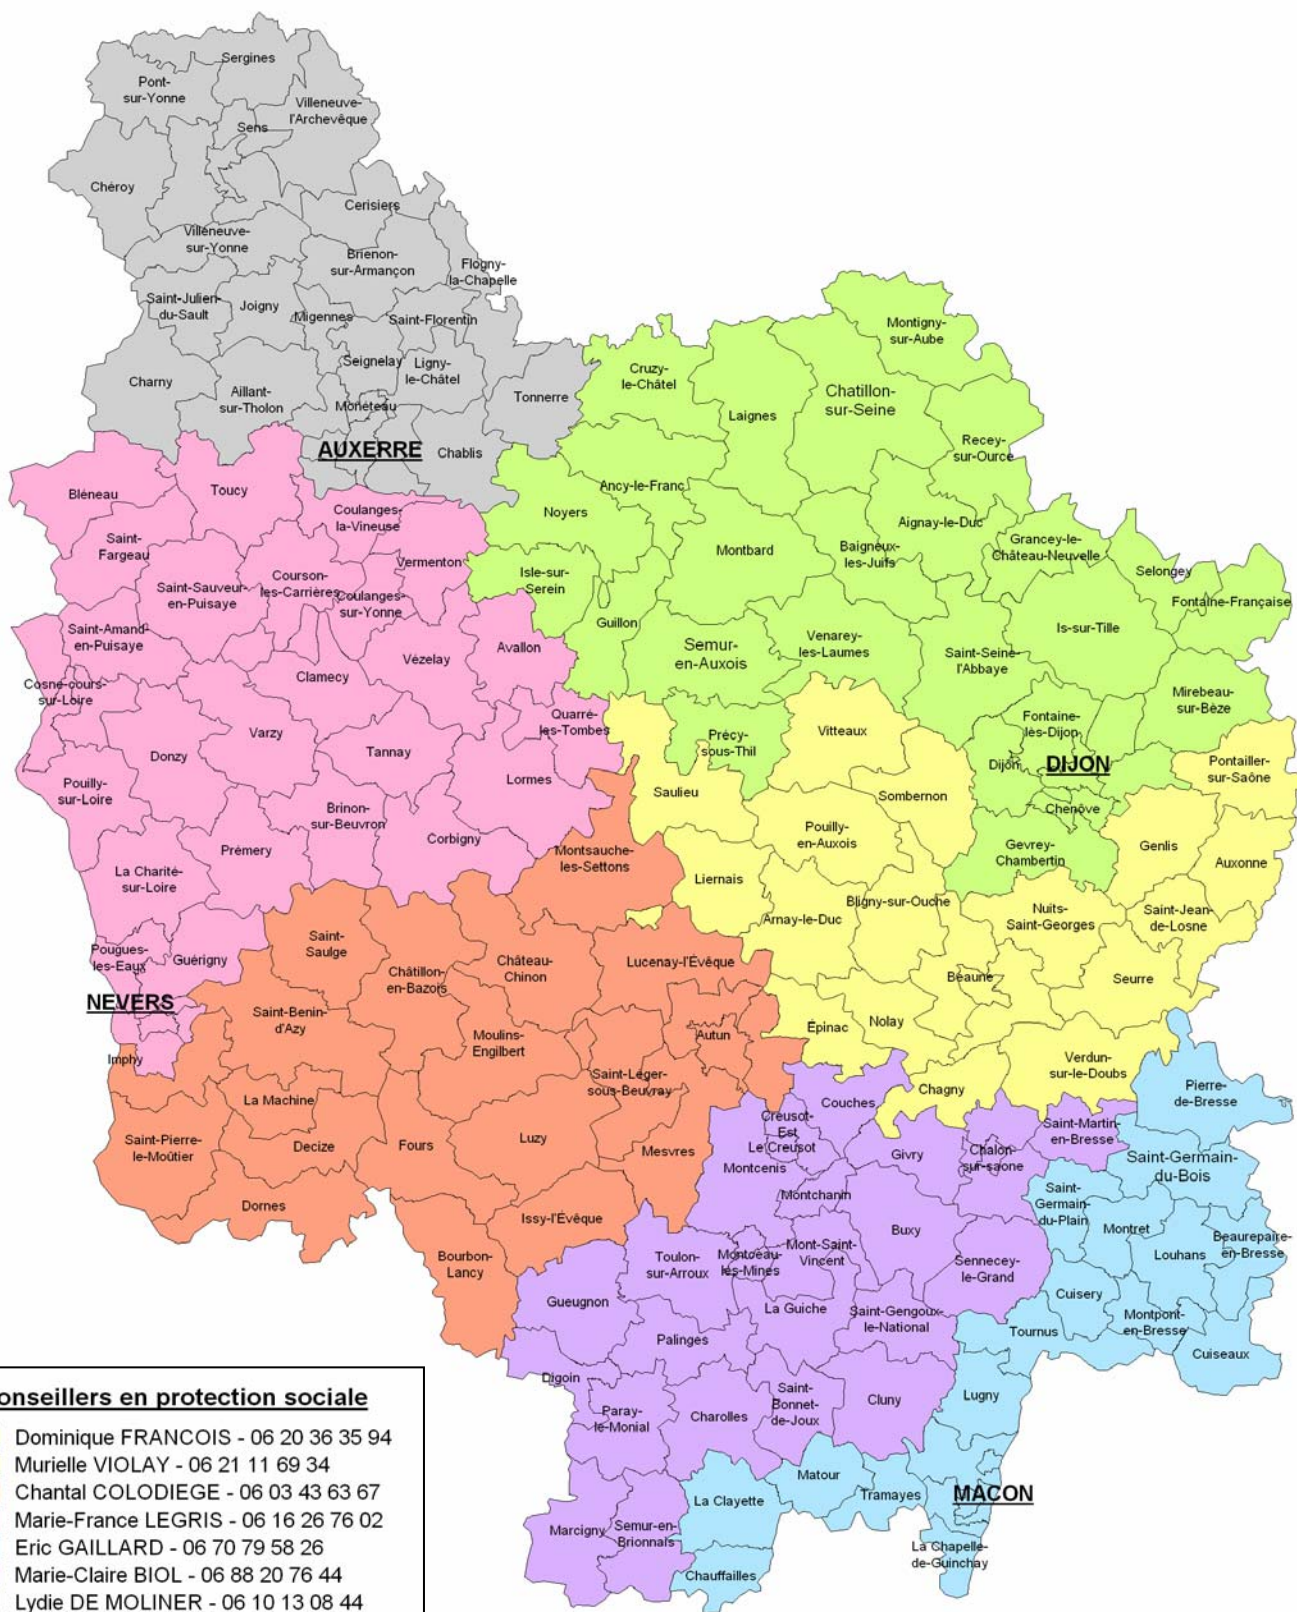 Sergines
Pont-
sur-Yonne
Villeneuve-
l'Archevêque
Sens
Chéroy
Cerisiers
Villeneuve-
sur-Yonne
Brienon-
sur-Armançon
Flogny-
la-Chapelle
Saint-Julien-
du-Sault
Joigny
Migennes
Saint-Florentin
Seignelay
Ligny-
le-Châtel
Charny
Aillant-
sur-Tholon
Monéteau
Tonnerre
AUXERRE
Chablis
Montigny-
sur-Aube
Cruzy-
le-Châtel
Laignes
Chatillon-
sur-Seine
Recey-
sur-Ource
Ancy-le-Franc
Noyers
Aignay-le-Duc
Montbard
Baigneux-
les-Juifs
Grancey-le-
Château-Neuvelle
Selongey
Isle-sur-
Serein
Fontaine-Française
Guillon
Is-sur-Tille
Semur-
en-Auxois
Venarey-
les-Laumes
Saint-Seine-
l'Abbaye
Mirebeau-
sur-Bèze
Fontaine-
lès-Dijon
Précy-
sous-Thil
Dijon
DIJON
Chenôve
Gevrey-
Chambertin
Bléneau
Toucy
Coulanges-
la-Vineuse
Saint-
Fargeau
Vermenton
Saint-Sauveur-
en-Puisaye
Courson-
les-Carrières
Coulanges-
sur-Yonne
Saint-Amand-
en-Puisaye
Vézelay
Avallon
Clamecy
Cosne-cours-
sur-Loire
Quarré-
les-Tombes
Varzy
Donzy
Tannay
Lormes
Pouilly-
sur-Loire
Brinon-
sur-Beuvron
Corbigny
Prémery
La Charité-
sur-Loire
Pougues-
les-Eaux
Guérigny
NEVERS
Imphy
Vitteaux
Pontailler-
sur-Saône
Saulieu
Sombernon
Pouilly-
en-Auxois
Genlis
Auxonne
Liernais
Bligny-sur-Ouche
Arnay-le-Duc
Nuits-
Saint-Georges
Saint-Jean-
de-Losne
Beaune
Seurre
Épinac
Nolay
Verdun-
sur-le-Doubs
Chagny
Montsauche-
les-Settons
Saint-
Saulge
Château-
Chinon
Lucenay-l'Évêque
Châtillon-
en-Bazois
Saint-Benin-
d'Azy
Moulins-
Engilbert
Autun
Saint-Léger-
sous-Beuvray
La Machine
Saint-Pierre-
le-Moûtier
Decize
Fours
Luzy
Mesvres
Dornes
Issy-l'Évêque
Bourbon-
Lancy
Couches
Creusot-
Est
Le Creusot
Saint-Martin-
en-Bresse
Givry
Chalon-
sur-saone
Montcenis
Montchanin
Buxy
Toulon-
sur-Arroux
Montceau-
les-Mines
Mont-Saint-
Vincent
Sennecey-
le-Grand
Gueugnon
La Guiche
Saint-Gengoux-
le-National
Palinges
Digoin
Paray-
le-Monial
Charolles
Saint-
Bonnet-
de-Joux
Cluny
Marcigny
Semur-en-
Brionnais
Pierre-
de-Bresse
Saint-Germain-
du-Bois
Saint-
Germain-
du-Plain
Montret
Louhans
Beaurepaire-
en-Bresse
Cuisery
Montpont-
en-Bresse
Tournus
Cuiseaux
Lugny
Matour
Tramayes
MACON
La Clayette
La Chapelle-
de-Guinchay
Chauffailles
onseillers en protection sociale
Dominique FRANCOIS - 06 20 36 35 94
Murielle VIOLAY - 06 21 11 69 34
Chantal COLODIEGE - 06 03 43 63 67
Marie-France LEGRIS - 06 16 26 76 02
Eric GAILLARD - 06 70 79 58 26
Marie-Claire BIOL - 06 88 20 76 44
Lydie DE MOLINER - 06 10 13 08 44